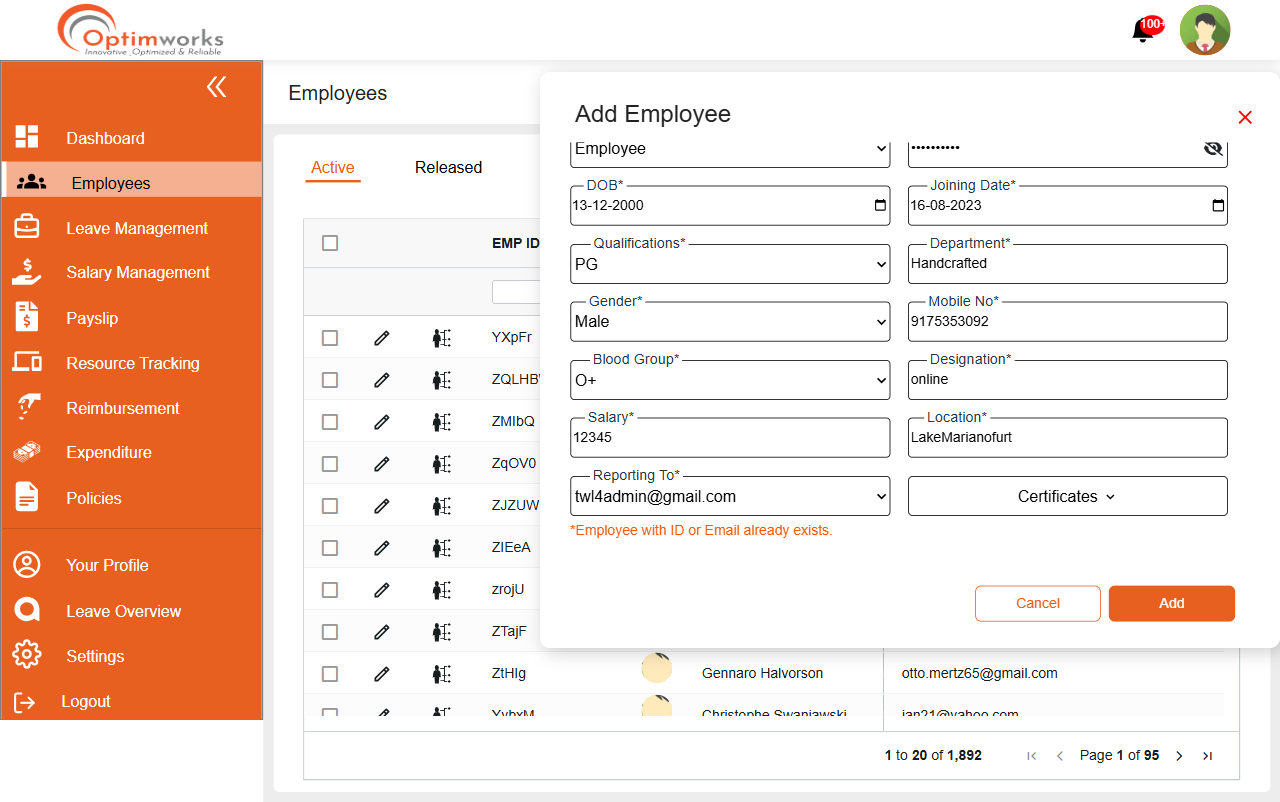 Optimworks
Innovative ,Optimized & Reliable
100+
Dashboard
Employees
Leave Management
Salary Management
Payslip
Resource Tracking
Reimbursement
Expenditure
Policies
Your Profile
Leave Overview
Settings
Logout
Employees
Active
Released
EMP ID
YXpFr
ZQLHB
ZMIbQ
ZqOV0
ZJZUW
ZIEeA
zrojU
ZTajF
ZtHIg
Gennaro Halvorson
otto.mertz65@gmail.com
YybxM
Christophe Swaniawski
ian21@yahoo.com
1 to 20 of 1,892
Page 1 of 95
Add Employee
Employee
••••••••••
DOB*
13-12-2000
Joining Date*
16-08-2023
Qualifications*
PG
Department*
Handcrafted
Gender*
Male
Mobile No*
9175353092
Blood Group*
O+
Designation*
online
Salary*
12345
Location*
LakeMarianofurt
Reporting To*
twl4admin@gmail.com
Certificates
*Employee with ID or Email already exists.
Cancel
Add